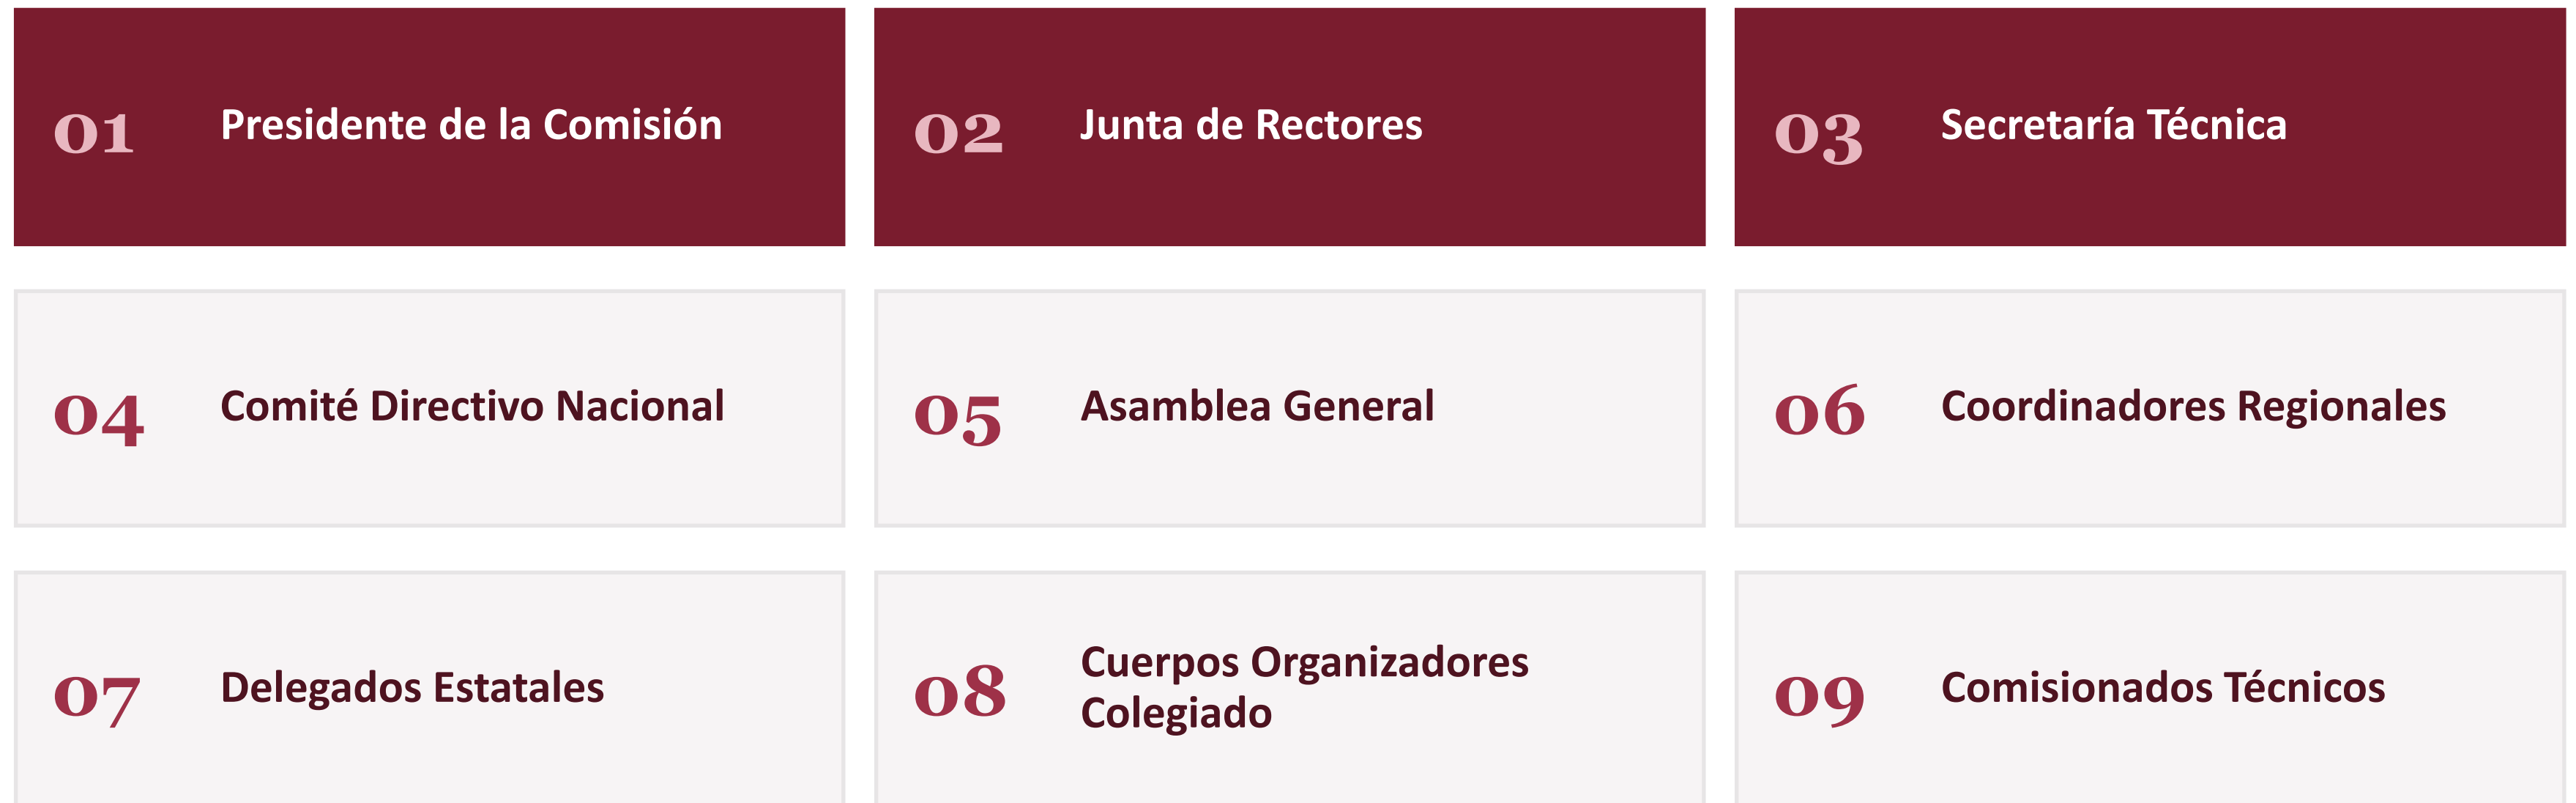 01 Presidente de la Comisión
02 Junta de Rectores
03 Secretaría Técnica
04 Comité Directivo Nacional
05 Asamblea General
06 Coordinadores Regionales
07 Delegados Estatales
08 Cuerpos Organizadores
Colegiado
09 Comisionados Técnicos